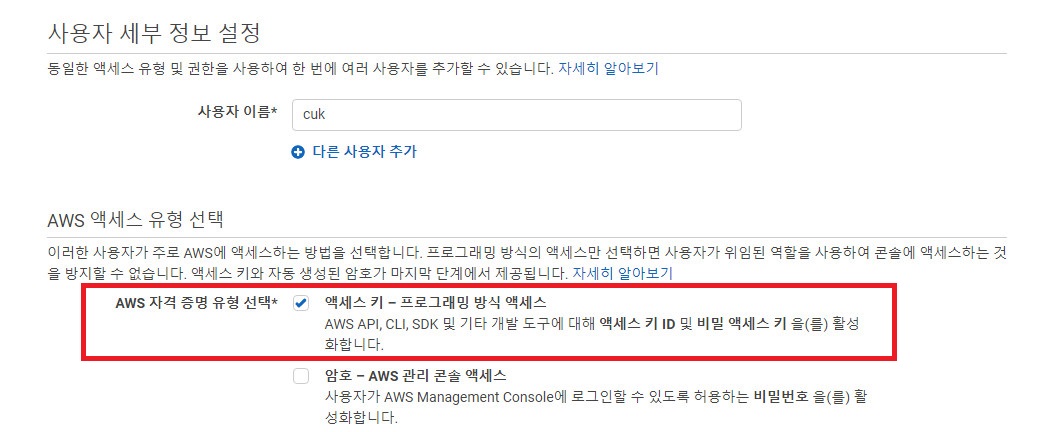 사용자 세부 정보 설정
동일한 액세스 유형 및 권한을 사용하여 한 번에 여러 사용자를 추가할 수 있습니다. 자세히 알아보기
사용자 이름* cuk
다른 사용자 추가
AWS 액세스 유형 선택
이러한 사용자가 주로 AWS에 액세스하는 방법을 선택합니다. 프로그래밍 방식의 액세스만 선택하면 사용자가 위임된 역할을 사용하여 콘솔에 액세스하는 것
을 방지할 수 없습니다. 액세스 키와 자동 생성된 암호가 마지막 단계에서 제공됩니다. 자세히 알아보기
AWS 자격 증명 유형 선택* 액세스 키 – 프로그래밍 방식 액세스
AWS API, CLI, SDK 및 기타 개발 도구에 대해 액세스 키 ID 및 비밀 액세스 키 을(를) 활성
화합니다.
암호 – AWS 관리 콘솔 액세스
사용자가 AWS Management Console에 로그인할 수 있도록 허용하는 비밀번호 을(를) 활
성화합니다.